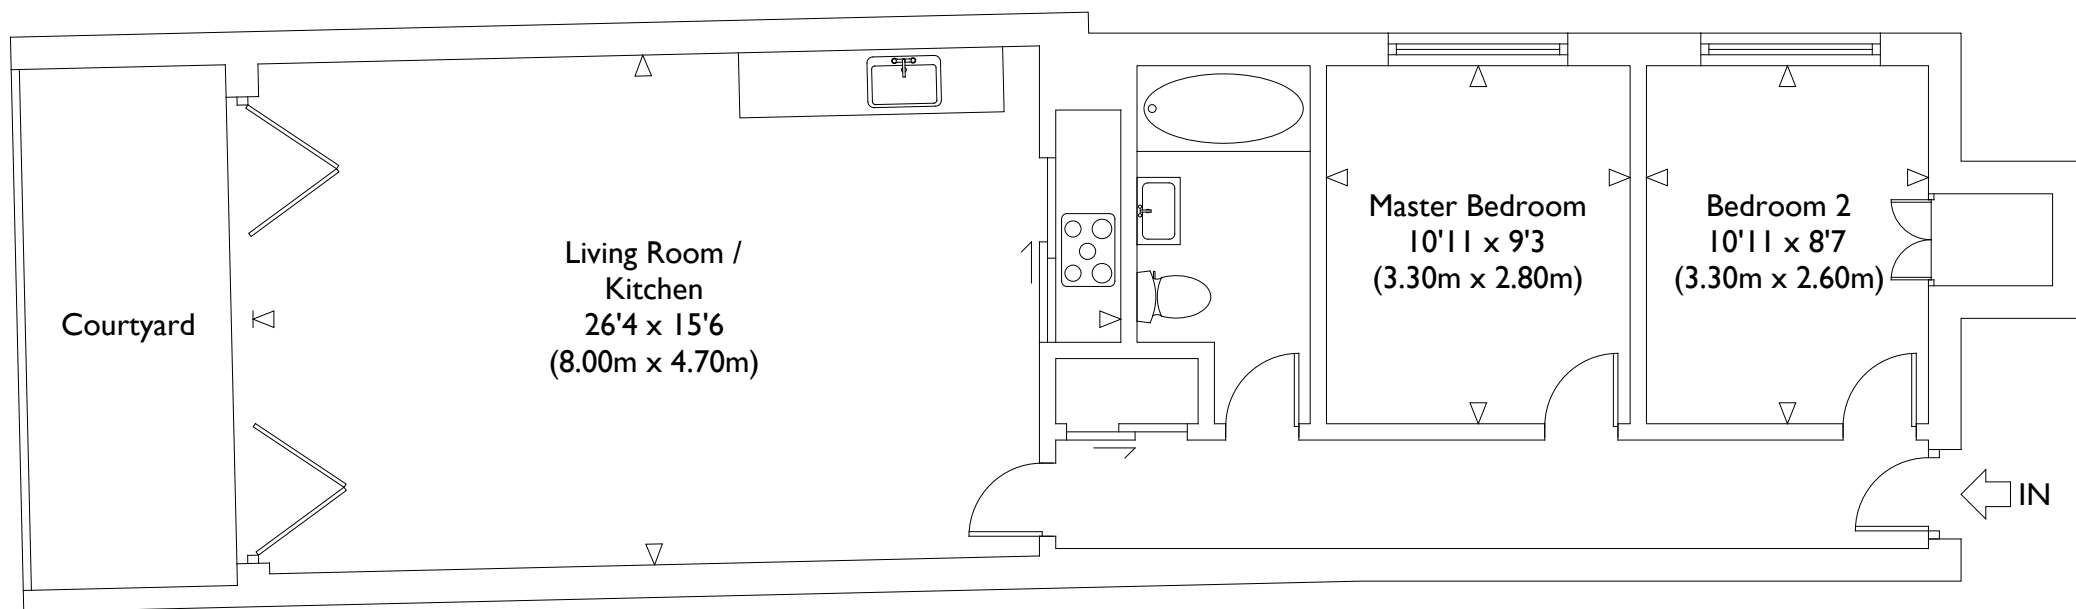 Courtyard
Living Room /
Kitchen
26'4 x 15'6
(8.00m x 4.70m)
Master Bedroom
10'11 x 9'3
(3.30m x 2.80m)
Bedroom 2
10'11 x 8'7
(3.30m x 2.60m)
IN